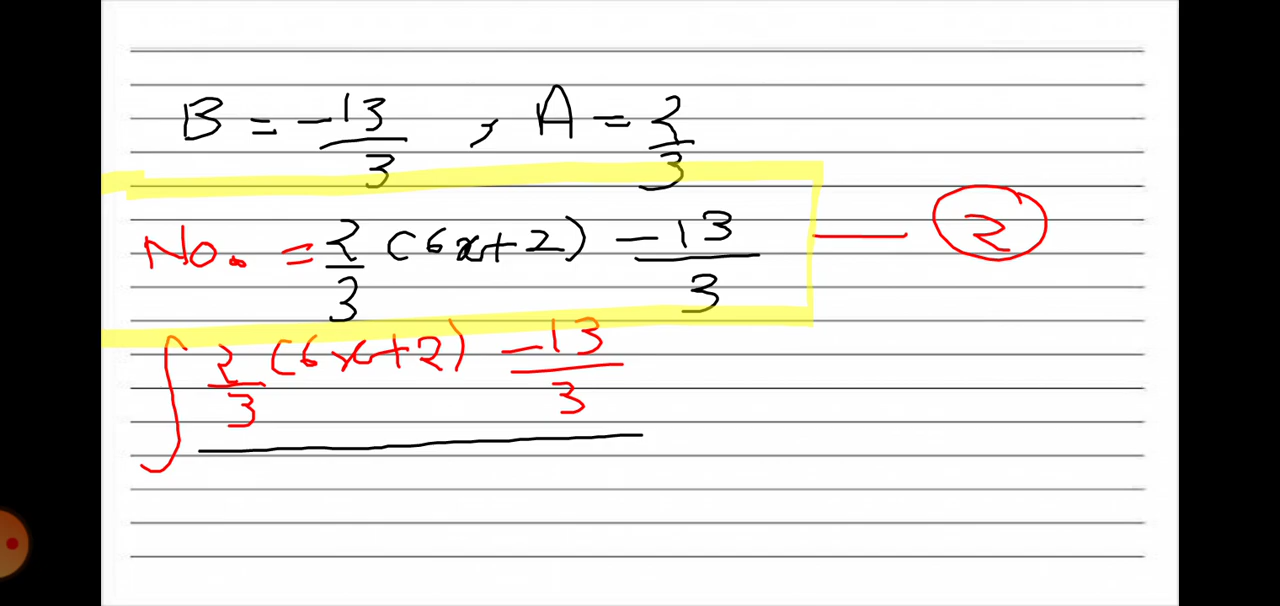 B = -13/3 , A = 2/3
No. = 2/3 (6x+2) -13/3 — 2
∫ 2/3 (6x+2) -13/3